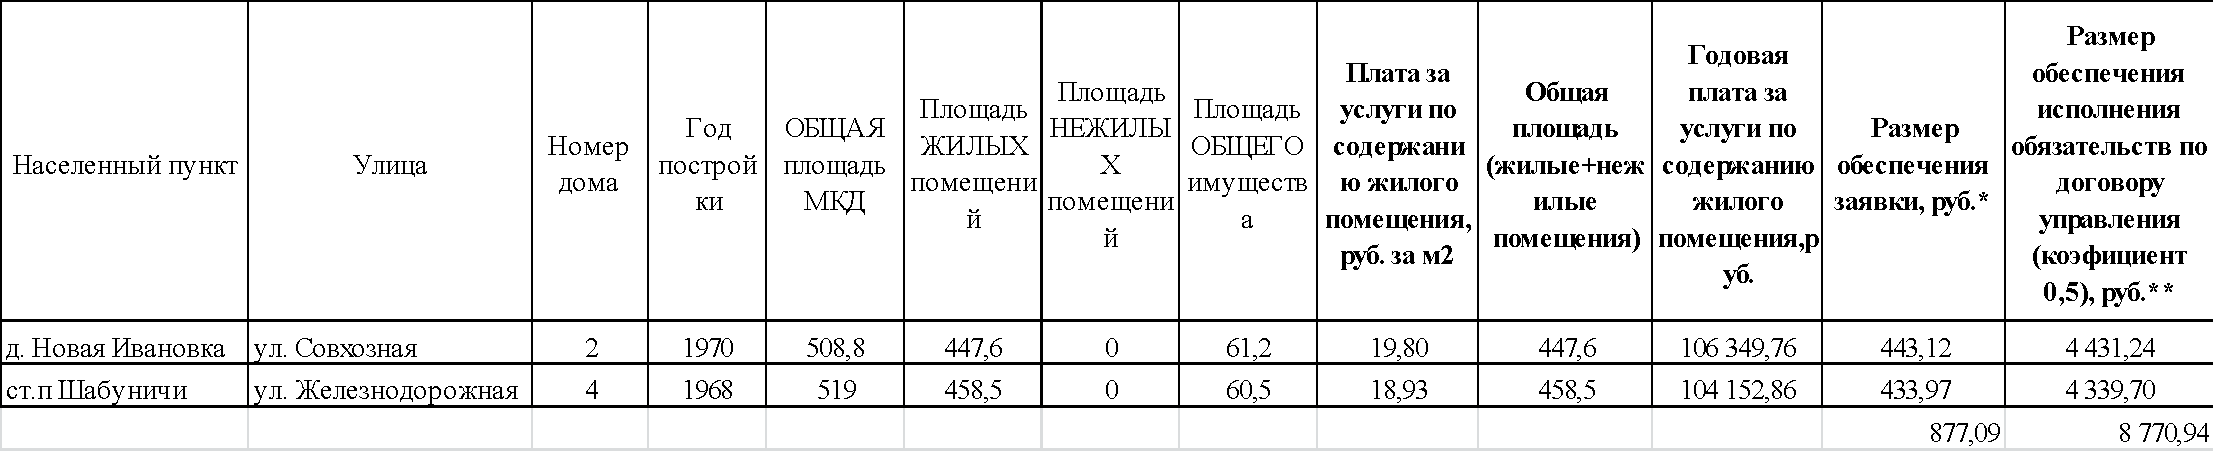 Населенный пункт
Улица
Номер
дома
Год
построй
ки
ОБЩАЯ
площадь
МКД
Площадь
ЖИЛЫХ
помещени
й
Площадь
НЕЖИЛЫ
Х
помещени
й
Площадь
ОБЩЕГО
имуществ
а
Плата за
услуги по
содержани
ю жилого
помещения,
руб. за м2
Общая
площадь
(жилые+неж
илые
помещения)
Годовая
плата за
услуги по
содержанию
жилого
помещения,р
уб.
Размер
обеспечения
заявки, руб.*
Размер
обеспечения
исполнения
обязательств по
договору
управления
(коэфициент
0,5), руб.**
д. Новая Ивановка ул. Совхозная 2 1970 508,8 447,6 0 61,2 19,80 447,6 106 349,76 443,12 4 431,24
ст.п Шабуничи ул. Железнодорожная 4 1968 519 458,5 0 60,5 18,93 458,5 104 152,86 433,97 4 339,70
877,09 8 770,94